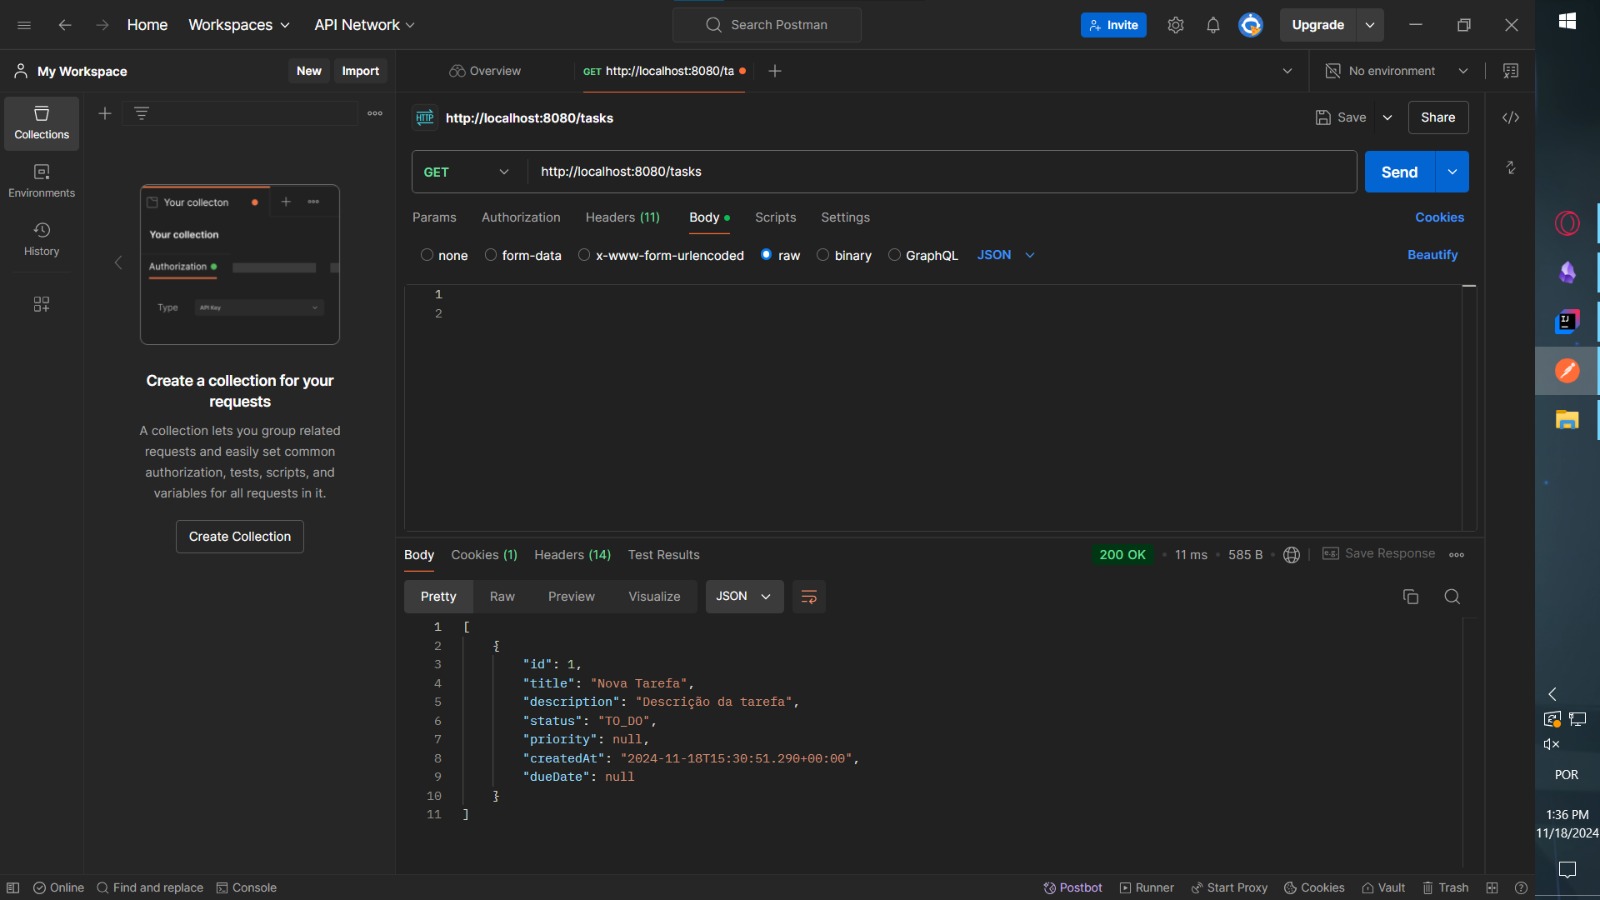 Home Workspaces API Network Search Postman Invite Upgrade
My Workspace New Import Overview GET http://localhost:8080/ta No environment
Collections
Environments
History
Your collecton
Your collection
Authorization
Type API Key
Create a collection for your
requests
A collection lets you group related
requests and easily set common
authorization, tests, scripts, and
variables for all requests in it.
Create Collection
HTTP http://localhost:8080/tasks Save Share
GET http://localhost:8080/tasks Send
Params Authorization Headers (11) Body Scripts Settings Cookies
none form-data x-www-form-urlencoded raw binary GraphQL JSON Beautify
1
2
Body Cookies (1) Headers (14) Test Results 200 OK 11 ms 585 B e.g. Save Response
Pretty Raw Preview Visualize JSON
1 [
2 {
3 "id": 1,
4 "title": "Nova Tarefa",
5 "description": "Descrição da tarefa",
6 "status": "TO_DO",
7 "priority": null,
8 "createdAt": "2024-11-18T15:30:51.290+00:00",
9 "dueDate": null
10 }
11 ]
Online Find and replace Console Postbot Runner Start Proxy Cookies Vault Trash
IJ
POR
1:36 PM
11/18/2024